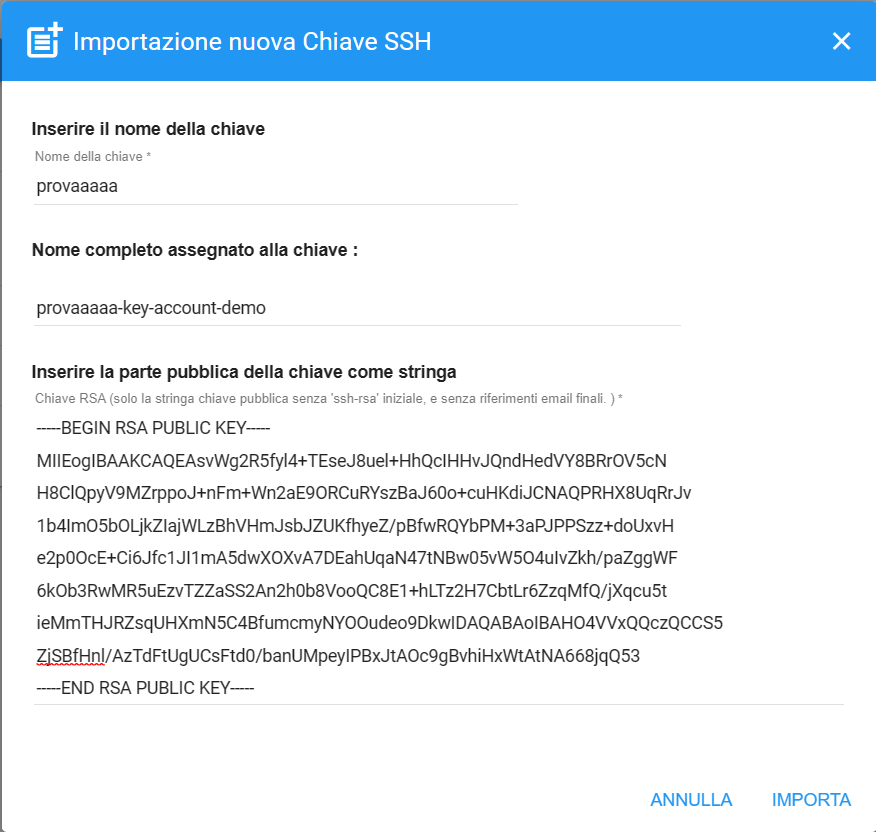 Importazione nuova Chiave SSH
Inserire il nome della chiave
Nome della chiave *
provaaaaa
Nome completo assegnato alla chiave :
provaaaaa-key-account-demo
Inserire la parte pubblica della chiave come stringa
Chiave RSA (solo la stringa chiave pubblica senza 'ssh-rsa' iniziale, e senza riferimenti email finali. ) *
-----BEGIN RSA PUBLIC KEY-----
MIIEogIBAAKCAQEAsvWg2R5fyl4+TEseJ8uel+HhQcIHHvJQndHedVY8BRrOV5cN
H8ClQpyV9MZrppoJ+nFm+Wn2aE9ORCuRYszBaJ60o+cuHKdiJCNAQPRHX8UqRrJv
1b4ImO5bOLjkZIajWLzBhVHmJsbJZUKfhyeZ/pBfwRQYbPM+3aPJPPSzz+doUxvH
e2p0OcE+Ci6Jfc1JI1mA5dwXOXvA7DEahUqaN47tNBw05vW5O4uIvZkh/paZggWF
6kOb3RwMR5uEzvTZZaSS2An2h0b8VooQC8E1+hLTz2H7CbtLr6ZzqMfQ/jXqcu5t
ieMmTHJRZsqUHXmN5C4BfumcmyNYOOudeo9DkwIDAQABAoIBAHO4VVxQQczQCCS5
ZjSBfHnl/AzTdFtUgUCsFtd0/banUMpeyIPBxJtAOc9gBvhiHxWtAtNA668jqQ53
-----END RSA PUBLIC KEY-----
ANNULLA
IMPORTA